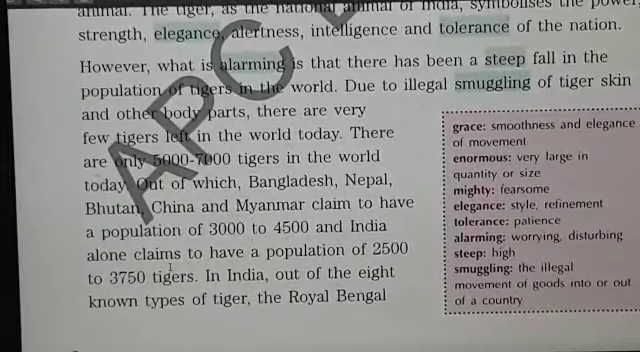 animal. The tiger, as the national animal of India, symbolises the power,
strength, elegance, alertness, intelligence and tolerance of the nation.
However, what is alarming is that there has been a steep fall in the
population of tigers in the world. Due to illegal smuggling of tiger skin
and other body parts, there are very
few tigers left in the world today. There
are only 5000-7000 tigers in the world
today. Out of which, Bangladesh, Nepal,
Bhutan, China and Myanmar claim to have
a population of 3000 to 4500 and India
alone claims to have a population of 2500
to 3750 tigers. In India, out of the eight
known types of tiger, the Royal Bengal
grace: smoothness and elegance
of movement
enormous: very large in
quantity or size
mighty: fearsome
elegance: style, refinement
tolerance: patience
alarming: worrying, disturbing
steep: high
smuggling: the illegal
movement of goods into or out
of a country
APC